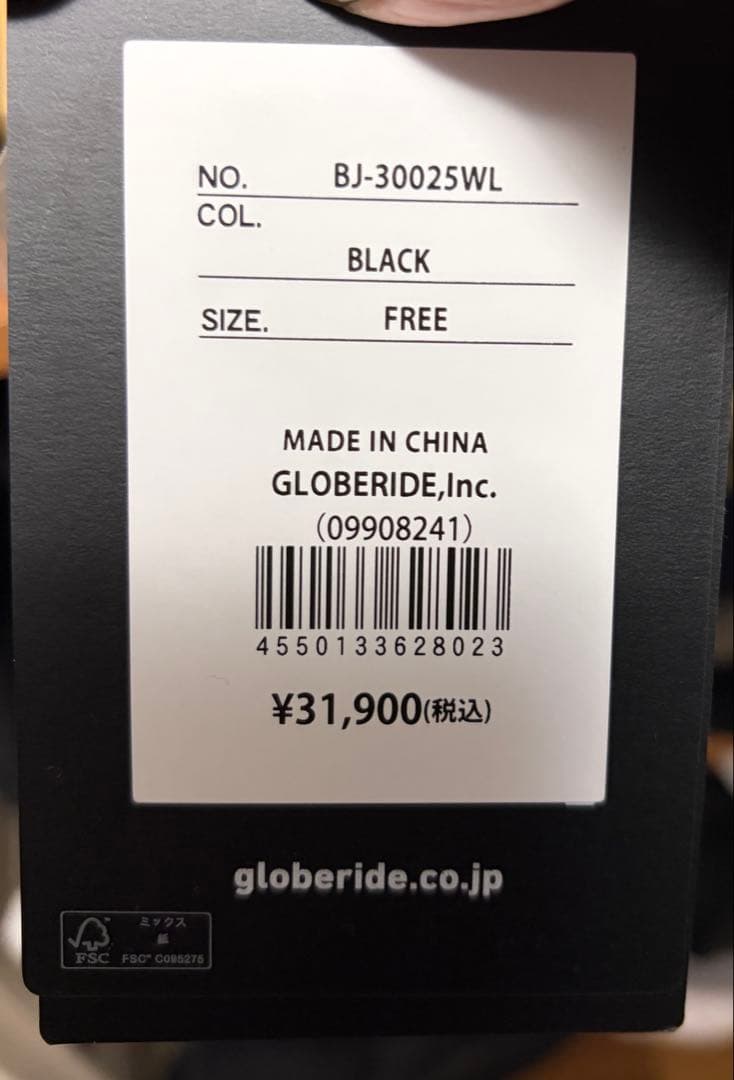 NO. BJ-30025WL
COL.
BLACK
SIZE. FREE
MADE IN CHINA
GLOBERIDE,Inc.
(09908241)
4550133628023
¥31,900(税込)
globeride.co.jp
ミックス
紙
FSC™ FSC® C095275